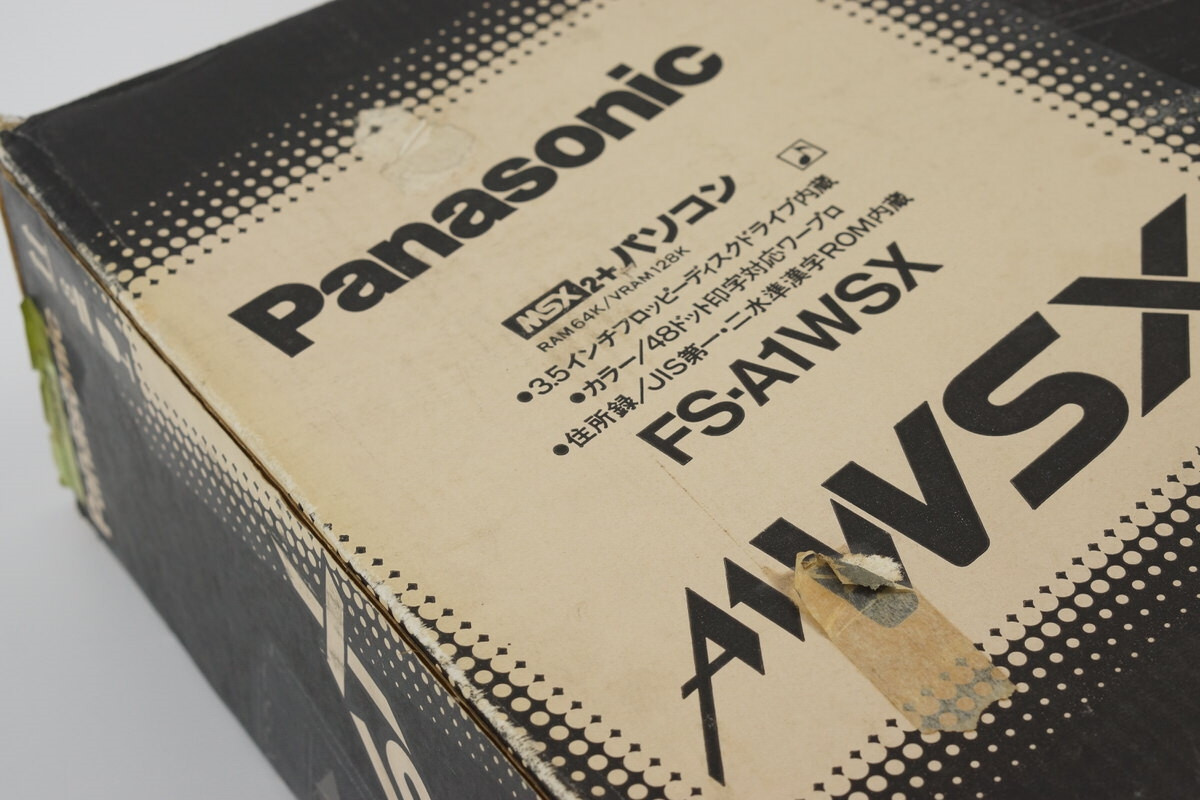 Panasonic
MSX2+パソコン
RAM64K/VRAM128K
●3.5インチフロッピーディスクドライブ内蔵
●カラー/48ドット印字対応ワープロ
●住所録/JIS第一・二水準漢字ROM内蔵
FS-A1WSX
A1WSX